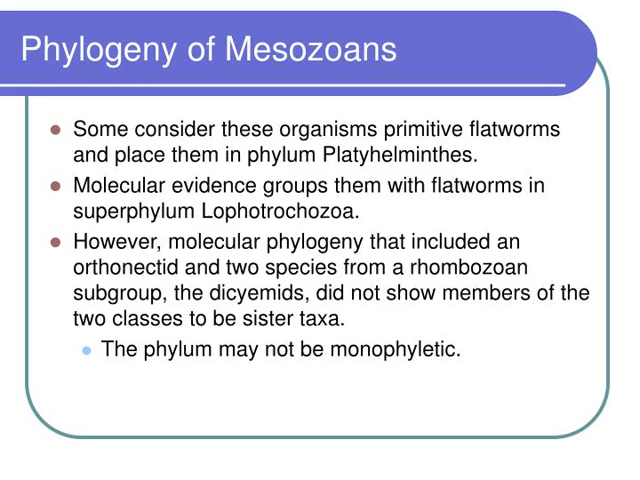 Phylogeny of Mesozoans
Some consider these organisms primitive flatworms
and place them in phylum Platyhelminthes.
Molecular evidence groups them with flatworms in
superphylum Lophotrochozoa.
However, molecular phylogeny that included an
orthonectid and two species from a rhombozoan
subgroup, the dicyemids, did not show members of the
two classes to be sister taxa.
The phylum may not be monophyletic.